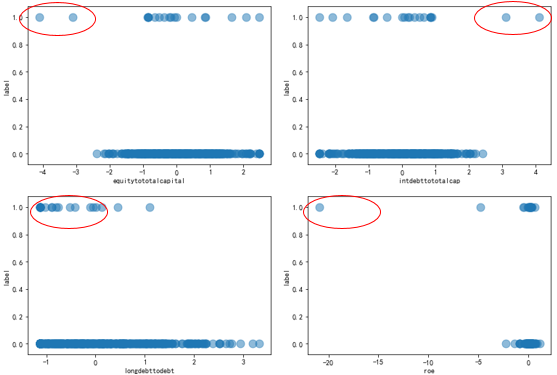 1.0
0.8
0.6
0.4
0.2
0.0
label
-4 -3 -2 -1 0 1 2
equitytototalcapital
1.0
0.8
0.6
0.4
0.2
0.0
label
-2 -1 0 1 2 3 4
intdebttototalcap
1.0
0.8
0.6
0.4
0.2
0.0
label
-1 0 1 2 3
longdebttodebt
1.0
0.8
0.6
0.4
0.2
0.0
label
-20 -15 -10 -5 0
roe